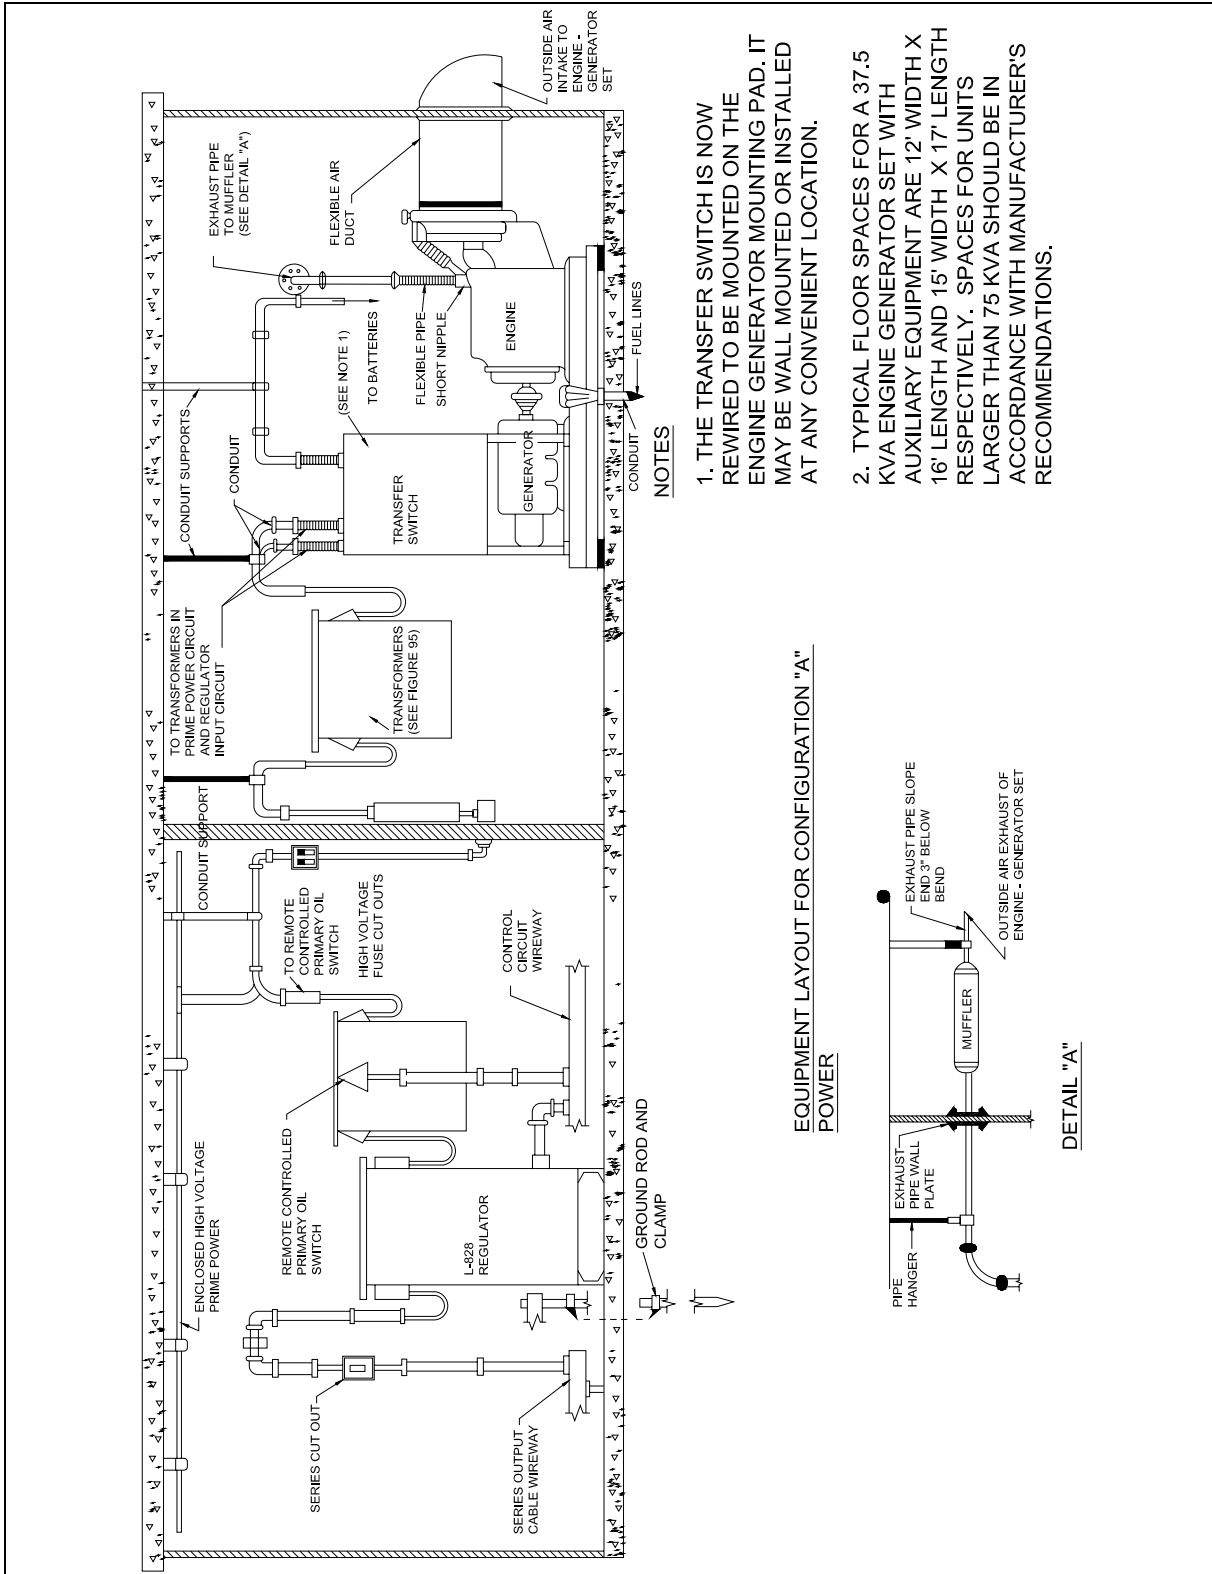 ENCLOSED HIGH VOLTAGE
PRIME POWER
CONDUIT SUPPORT
TO TRANSFORMERS IN
PRIME POWER CIRCUIT
AND REGULATOR
INPUT CIRCUIT
CONDUIT SUPPORTS
CONDUIT
EXHAUST PIPE
TO MUFFLER
(SEE DETAIL "A")
FLEXIBLE AIR
DUCT
OUTSIDE AIR
INTAKE TO
ENGINE -
GENERATOR
SET
SERIES CUT OUT
REMOTE CONTROLLED
PRIMARY OIL
SWITCH
TO REMOTE
CONTROLLED
PRIMARY OIL
SWITCH
HIGH VOLTAGE
FUSE CUT OUTS
TRANSFORMERS
(SEE FIGURE 95)
TRANSFER
SWITCH
(SEE NOTE 1)
TO BATTERIES
FLEXIBLE PIPE
SHORT NIPPLE
L-828
REGULATOR
CONTROL
CIRCUIT
WIREWAY
GENERATOR
ENGINE
SERIES OUTPUT
CABLE WIREWAY
GROUND ROD AND
CLAMP
CONDUIT
FUEL LINES
NOTES
1. THE TRANSFER SWITCH IS NOW
REWIRED TO BE MOUNTED ON THE
ENGINE GENERATOR MOUNTING PAD. IT
MAY BE WALL MOUNTED OR INSTALLED
AT ANY CONVENIENT LOCATION.
2. TYPICAL FLOOR SPACES FOR A 37.5
KVA ENGINE GENERATOR SET WITH
AUXILIARY EQUIPMENT ARE 12' WIDTH X
16' LENGTH AND 15' WIDTH X 17' LENGTH
RESPECTIVELY. SPACES FOR UNITS
LARGER THAN 75 KVA SHOULD BE IN
ACCORDANCE WITH MANUFACTURER'S
RECOMMENDATIONS.
EQUIPMENT LAYOUT FOR CONFIGURATION "A"
POWER
PIPE
HANGER
EXHAUST
PIPE WALL
PLATE
MUFFLER
EXHAUST PIPE SLOPE
END 3" BELOW
BEND
OUTSIDE AIR EXHAUST OF
ENGINE - GENERATOR SET
DETAIL "A"